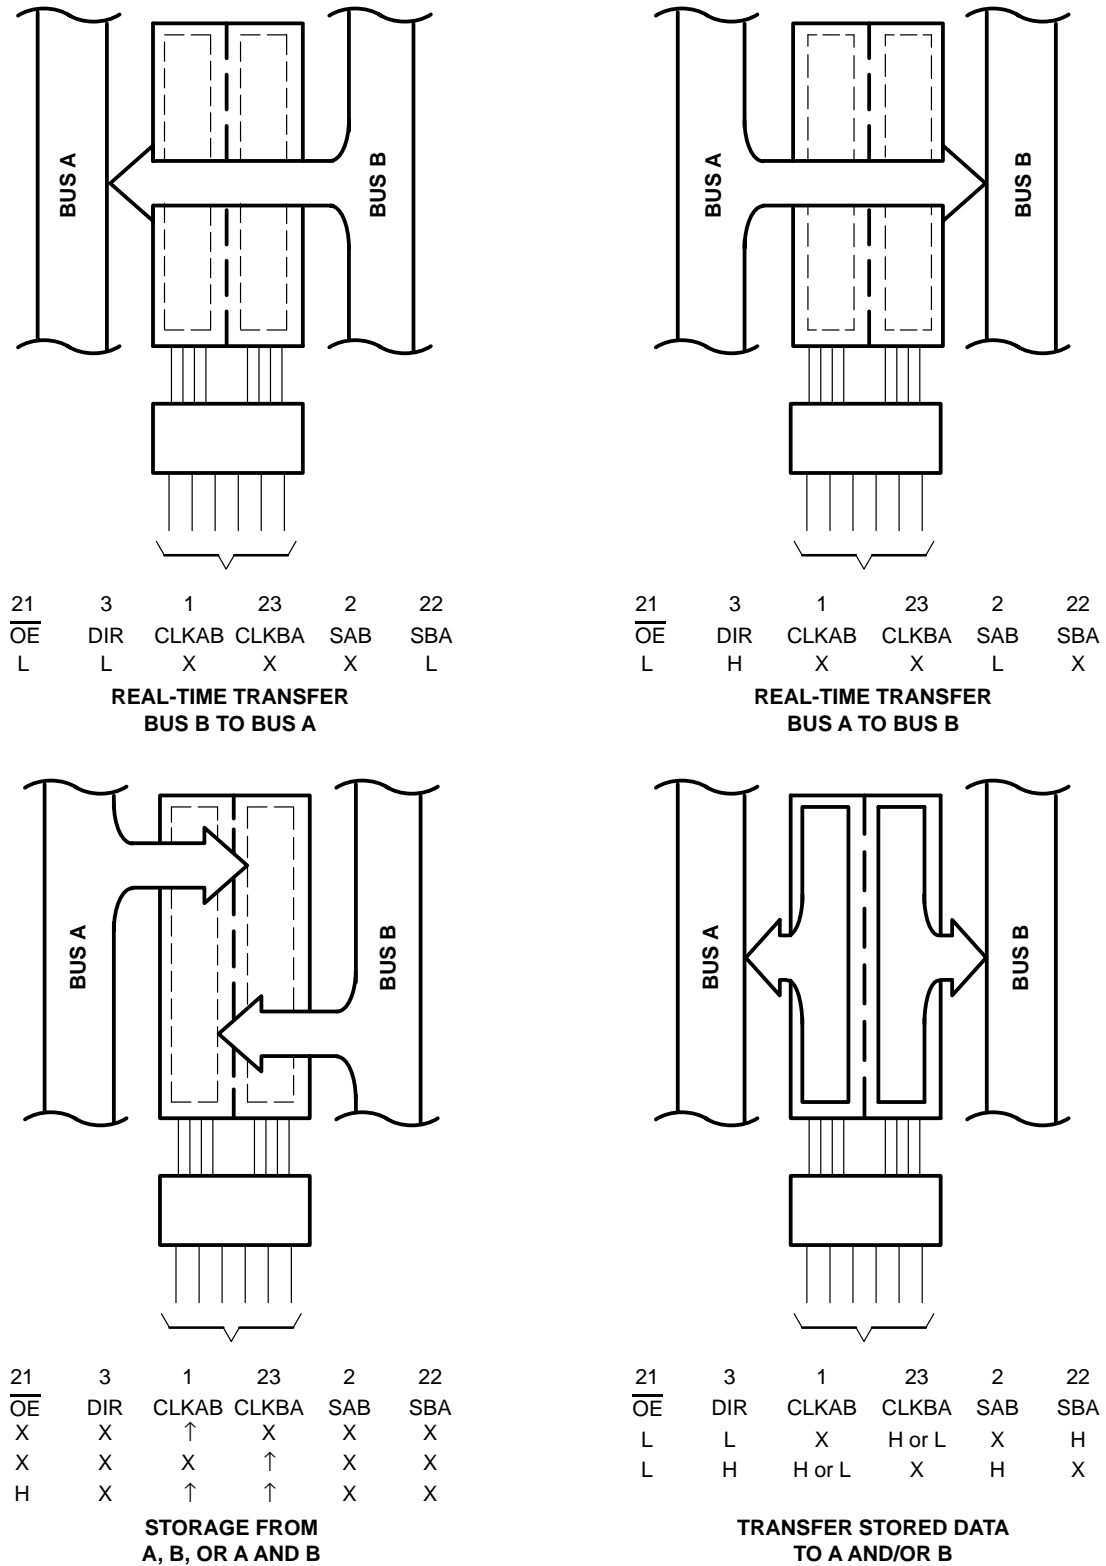 BUS A
BUS B
21 3 1 23 2 22
OE DIR CLKAB CLKBA SAB SBA
L L X X X L
REAL-TIME TRANSFER
BUS B TO BUS A
BUS A
BUS B
21 3 1 23 2 22
OE DIR CLKAB CLKBA SAB SBA
L H X X L X
REAL-TIME TRANSFER
BUS A TO BUS B
BUS A
BUS B
21 3 1 23 2 22
OE DIR CLKAB CLKBA SAB SBA
X X ↑ X X X
X X X ↑ X X
H X ↑ ↑ X X
STORAGE FROM
A, B, OR A AND B
BUS A
BUS B
21 3 1 23 2 22
OE DIR CLKAB CLKBA SAB SBA
L L X H or L X H
L H H or L X H X
TRANSFER STORED DATA
TO A AND/OR B